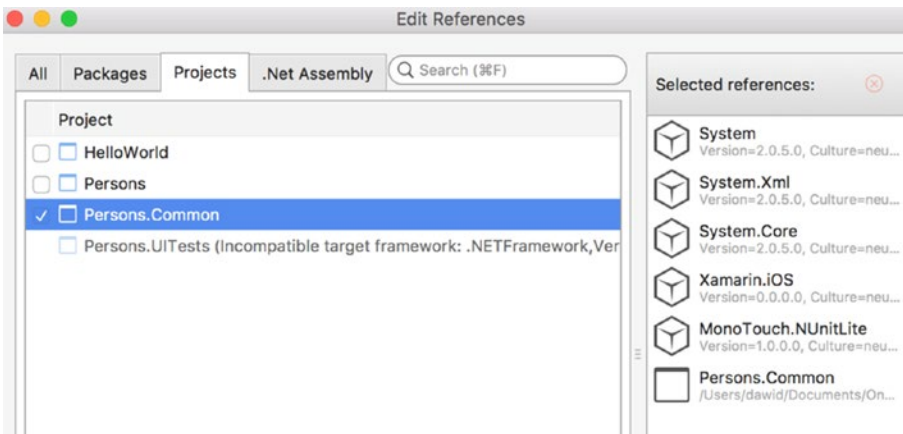 Edit References
All Packages Projects .Net Assembly Search (⌘F)
Project
HelloWorld
Persons
Persons.Common
Persons.UITests (Incompatible target framework: .NETFramework,Ver
Selected references:
System
Version=2.0.5.0, Culture=neu...
System.Xml
Version=2.0.5.0, Culture=neu...
System.Core
Version=2.0.5.0, Culture=neu...
Xamarin.iOS
Version=0.0.0.0, Culture=neu...
MonoTouch.NUnitLite
Version=1.0.0.0, Culture=neu...
Persons.Common
/Users/dawid/Documents/On...